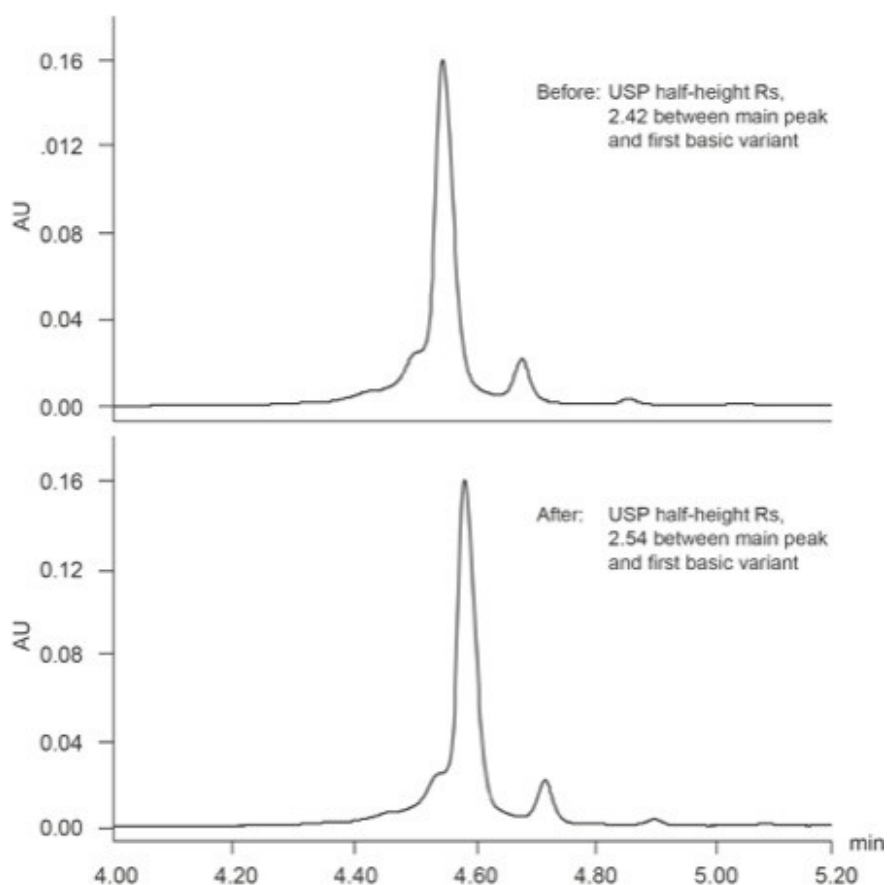 0.16
.012
0.08
0.04
0.00
AU
Before: USP half-height Rs,
2.42 between main peak
and first basic variant
0.16
0.12
0.08
0.04
0.00
AU
After: USP half-height Rs,
2.54 between main peak
and first basic variant
4.00 4.20 4.40 4.60 4.80 5.00 5.20
min